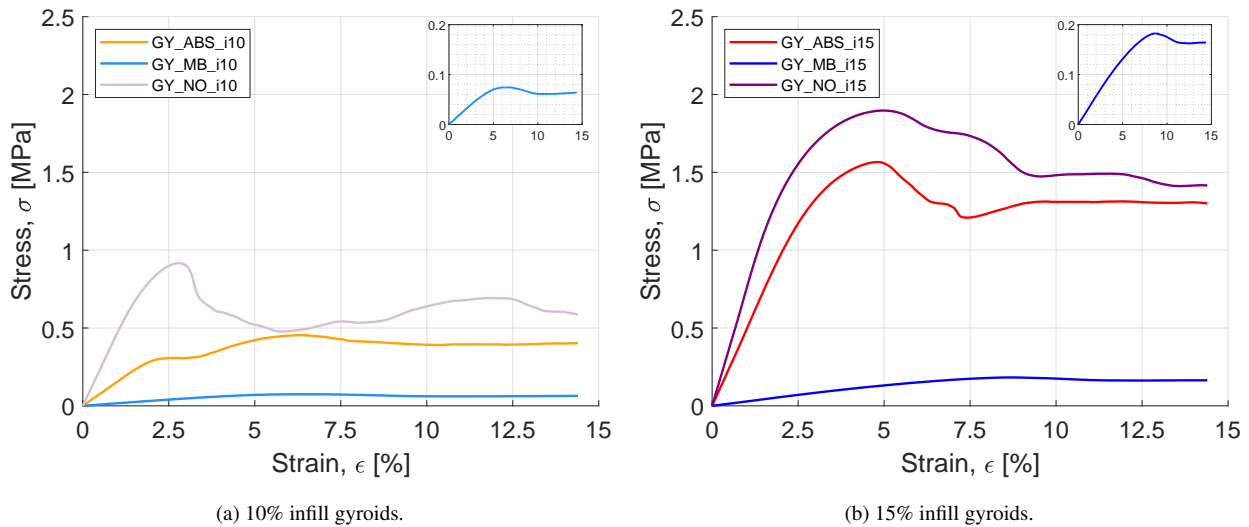 2.5
2
1.5
1
0.5
0
Stress, σ [MPa]
GY_ABS_i10
GY_MB_i10
GY_NO_i10
0.2
0.1
0
0 5 10 15
0 2.5 5 7.5 10 12.5 15
Strain, ϵ [%]
(a) 10% infill gyroids.
2.5
2
1.5
1
0.5
0
Stress, σ [MPa]
GY_ABS_i15
GY_MB_i15
GY_NO_i15
0.2
0.1
0
0 5 10 15
0 2.5 5 7.5 10 12.5 15
Strain, ϵ [%]
(b) 15% infill gyroids.